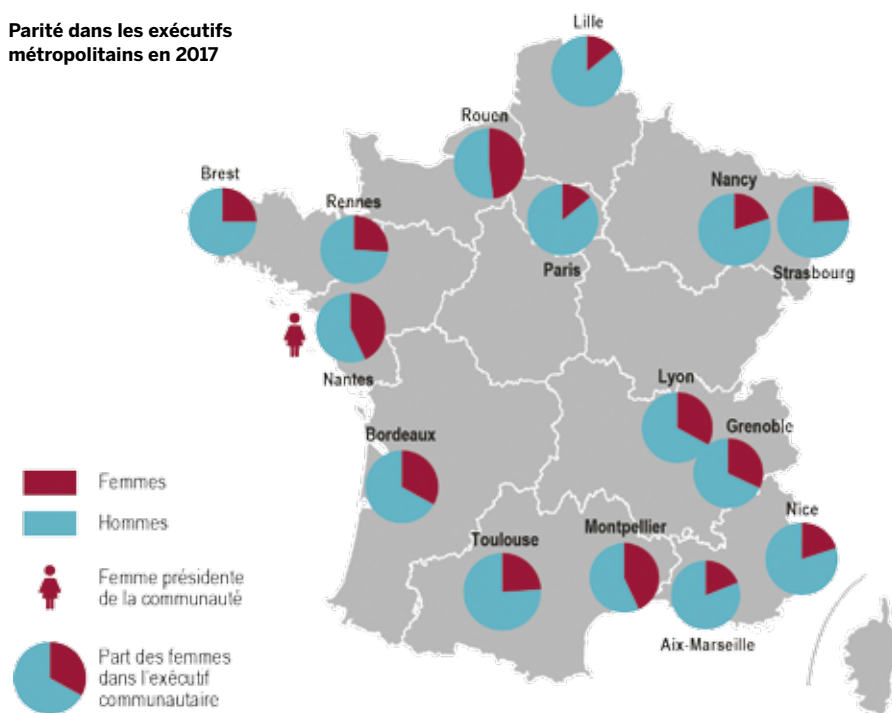 Parité dans les exécutifs
métropolitains en 2017
Lille
Rouen
Brest
Rennes
Nancy
Paris
Strasbourg
Nantes
Lyon
Grenoble
Bordeaux
Femmes
Hommes
Nice
Toulouse
Montpellier
Femme présidente
de la communauté
Aix-Marseille
Part des femmes
dans l'exécutif
communautaire